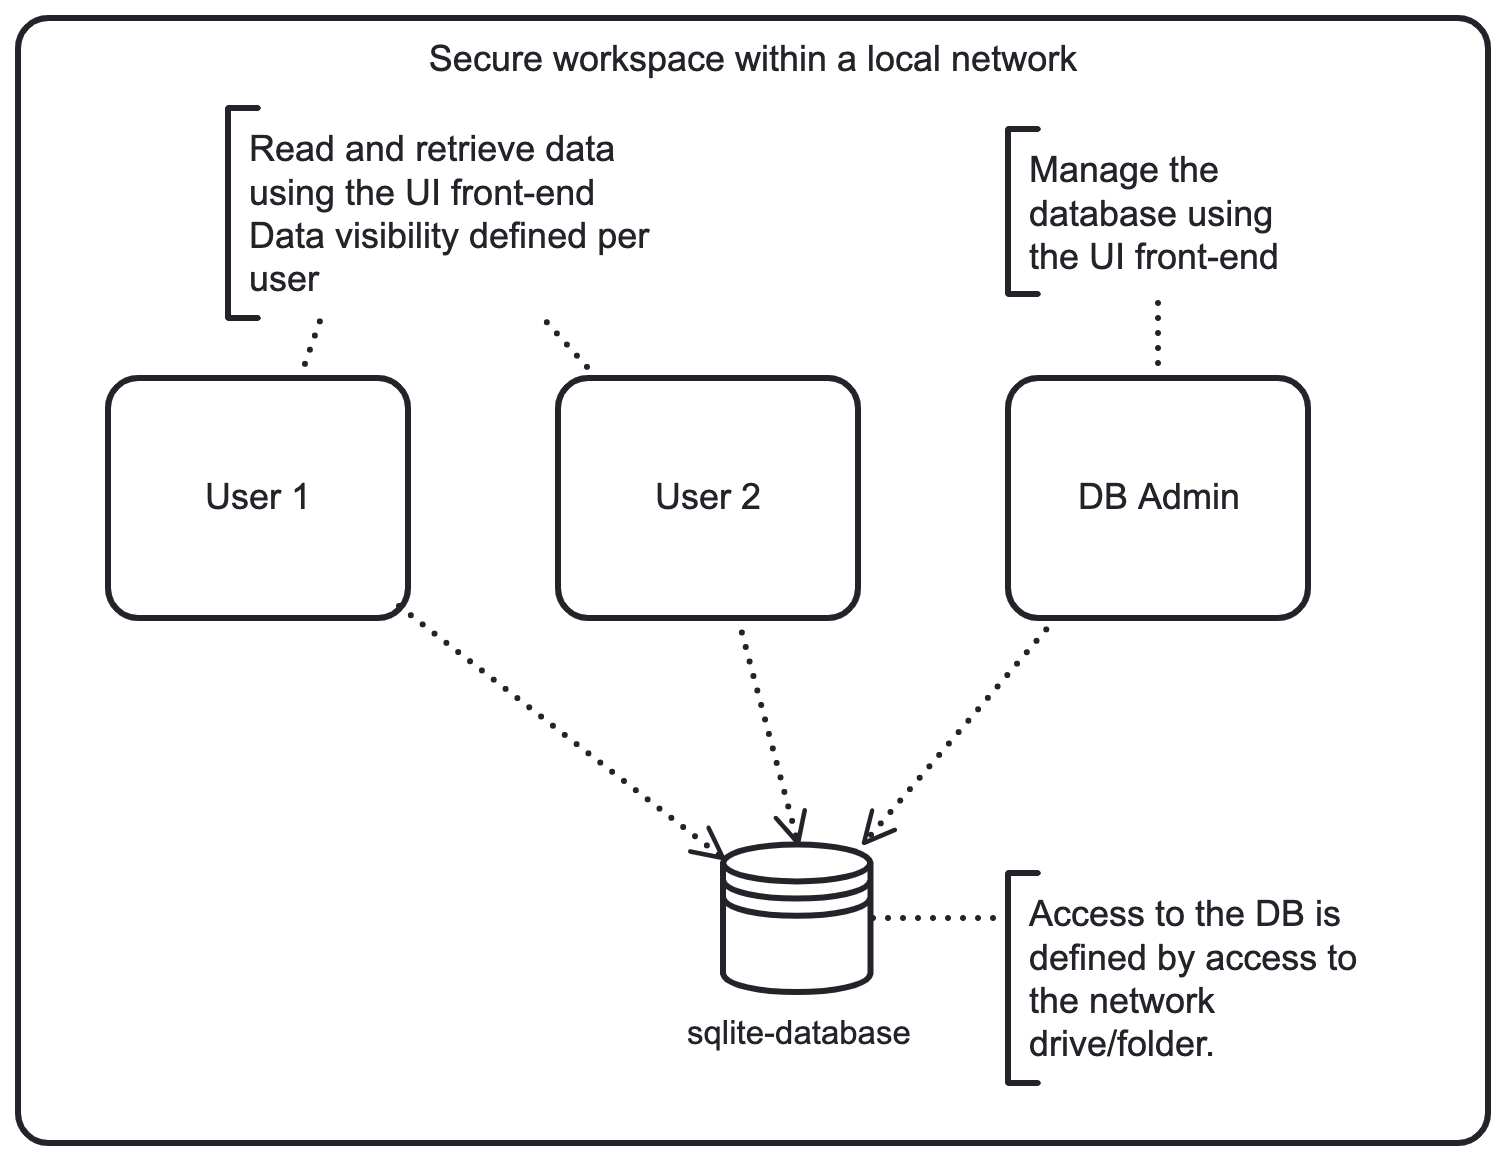 Secure workspace within a local network
Read and retrieve data
using the UI front-end
Data visibility defined per
user
Manage the
database using
the UI front-end
User 1
User 2
DB Admin
Access to the DB is
defined by access to
the network
drive/folder.
sqlite-database